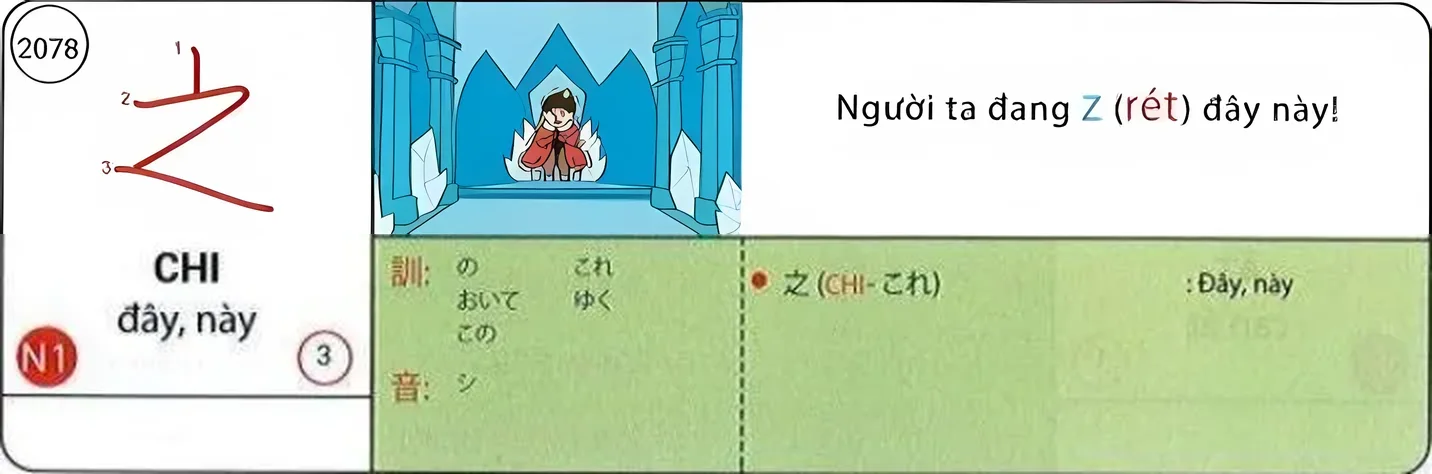 2078
1
2
3
CHI
đây, này
N1
3
Người ta đang Z (rét) đây này!
訓: の これ
おいて ゆく
この
音: シ
之 (CHI- これ) : Đây, này